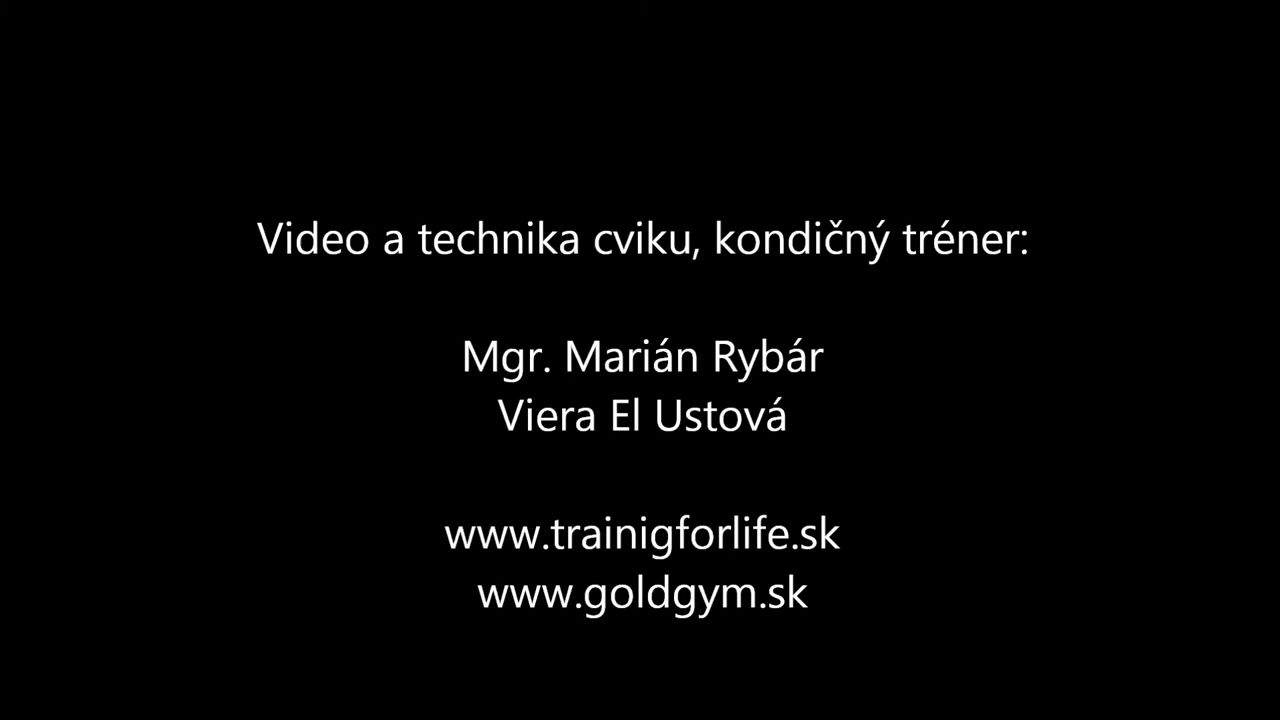 Video a technika cviku, kondičný tréner:
Mgr. Marián Rybár
Viera El Ustová
www.trainigforlife.sk
www.goldgym.sk